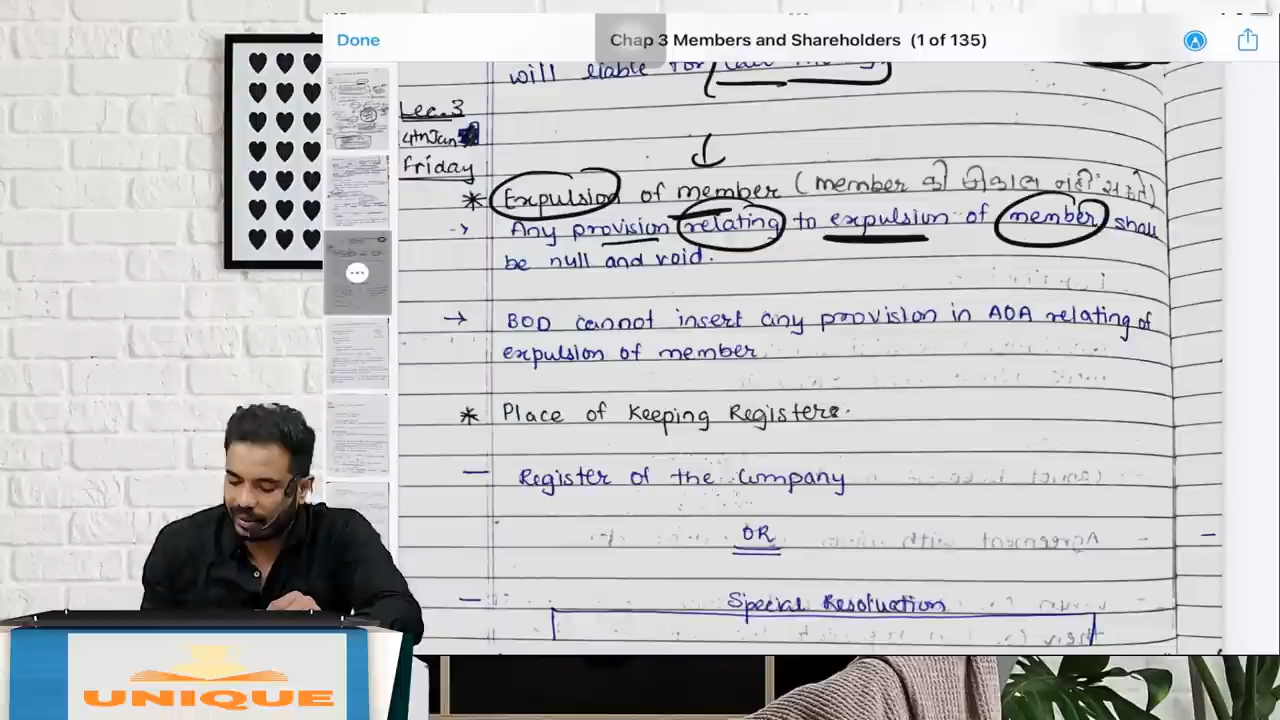 Done
Chap 3 Members and Shareholders (1 of 135)
will liable for call money
Lec.3
4th Jan
Friday
* Expulsion of member (member को निकाल नहीं सकते)
-> Any provision relating to expulsion of member shall
be null and void.
→ BOD cannot insert any provision in AOA relating of
expulsion of member
* Place of Keeping Registers.
— Register of the Company
OR
— Special Resoluation
UNIQUE